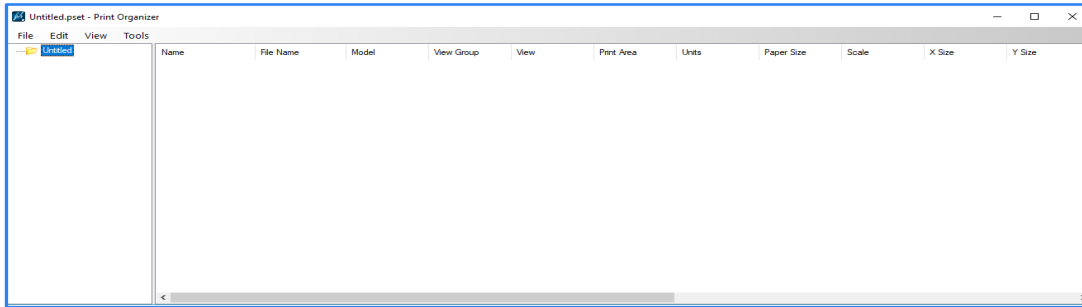 Untitled.pset - Print Organizer
File Edit View Tools
Untitled
Name File Name Model View Group View Print Area Units Paper Size Scale X Size Y Size